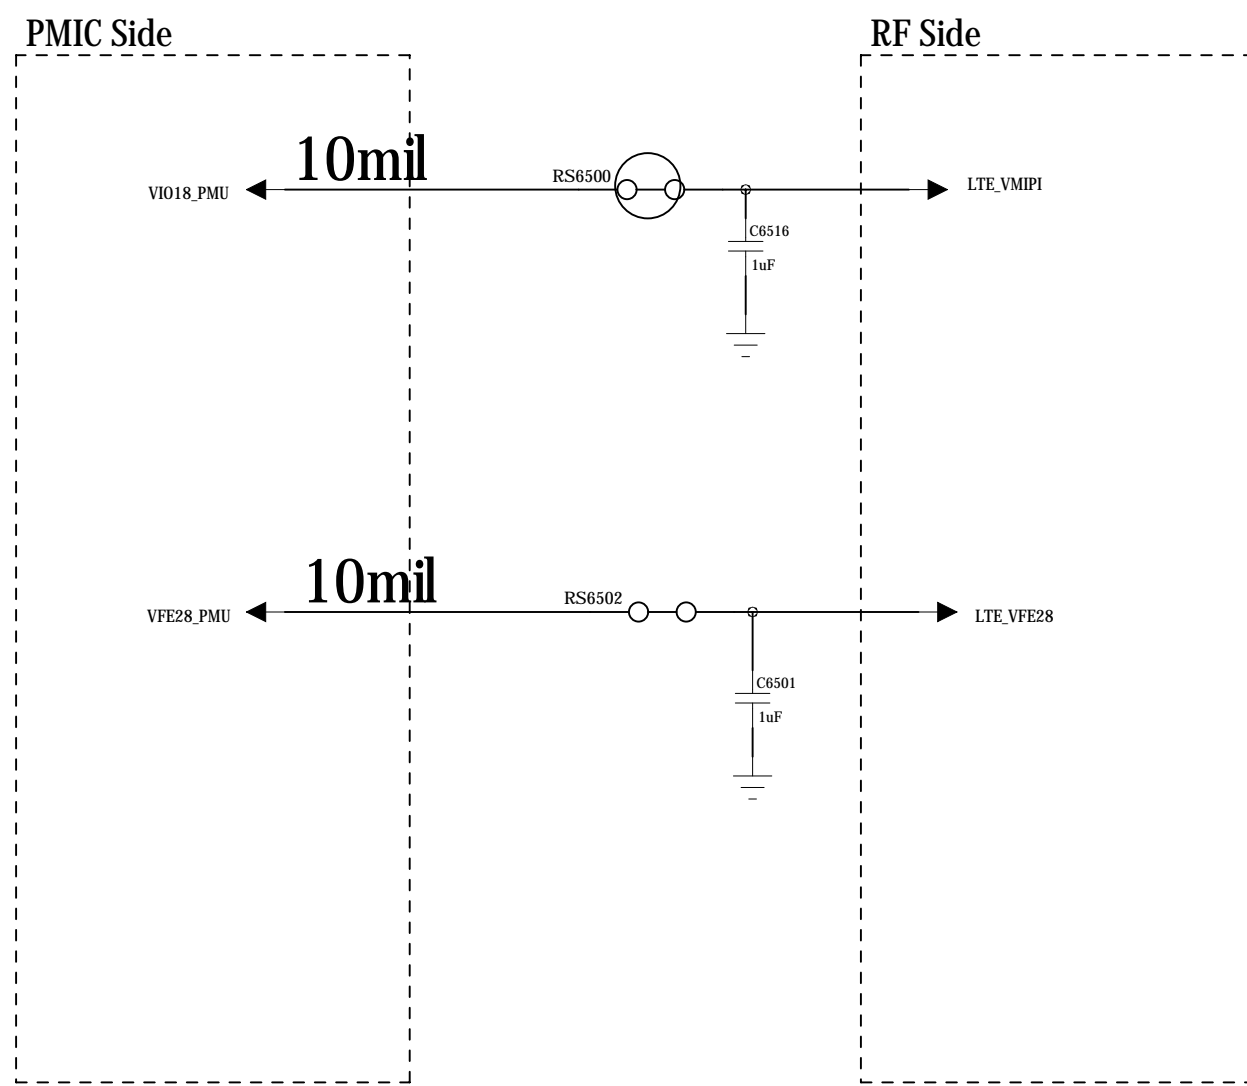 PMIC Side
RF Side
10mil
VIO18_PMU
RS6500
LTE_VMIPI
C6516
1uF
10mil
VFE28_PMU
RS6502
LTE_VFE28
C6501
1uF